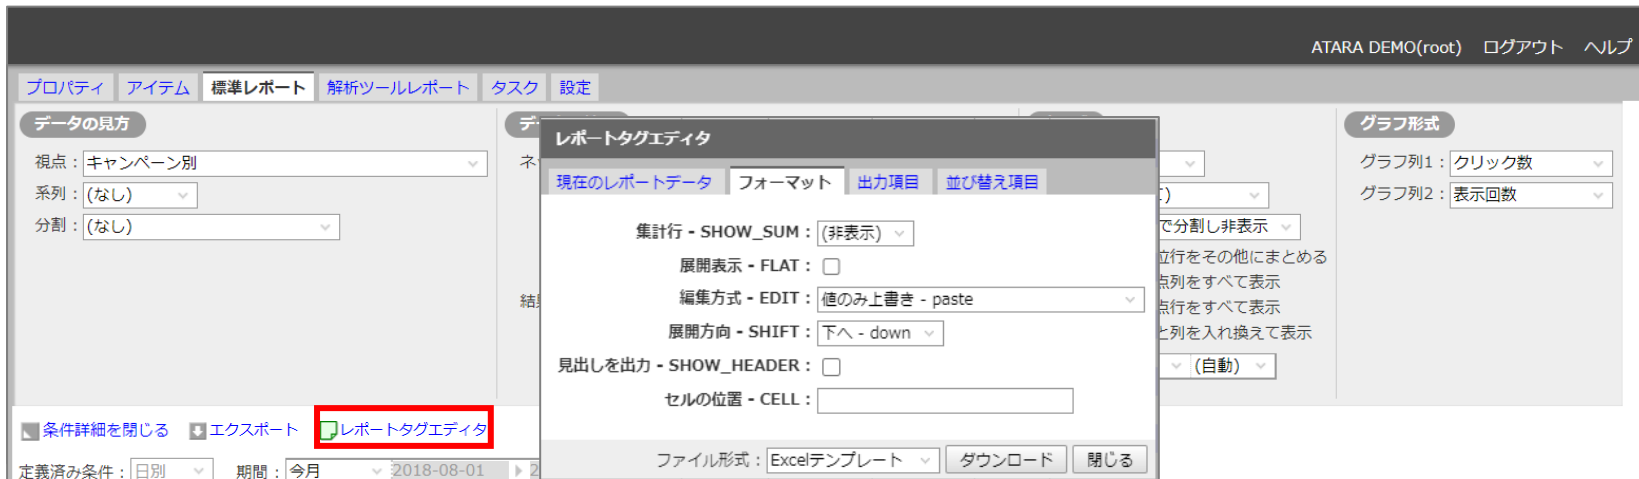 ATARA DEMO(root) ログアウト ヘルプ
プロパティ アイテム 標準レポート 解析ツールレポート タスク 設定
データの見方
視点 : キャンペーン別
系列 : (なし)
分割 : (なし)
レポートタグエディタ
現在のレポートデータ フォーマット 出力項目 並び替え項目
集計行 - SHOW_SUM : (非表示)
展開表示 - FLAT :
編集方式 - EDIT : 値のみ上書き - paste
展開方向 - SHIFT : 下へ - down
見出しを出力 - SHOW_HEADER :
セルの位置 - CELL :
ファイル形式 : Excelテンプレート ダウンロード 閉じる
で分割し非表示
位行をその他にまとめる
点列をすべて表示
点行をすべて表示
と列を入れ換えて表示
(自動)
グラフ形式
グラフ列1 : クリック数
グラフ列2 : 表示回数
条件詳細を閉じる エクスポート レポートタグエディタ
定義済み条件 : 日別 期間 : 今月 2018-08-01 2